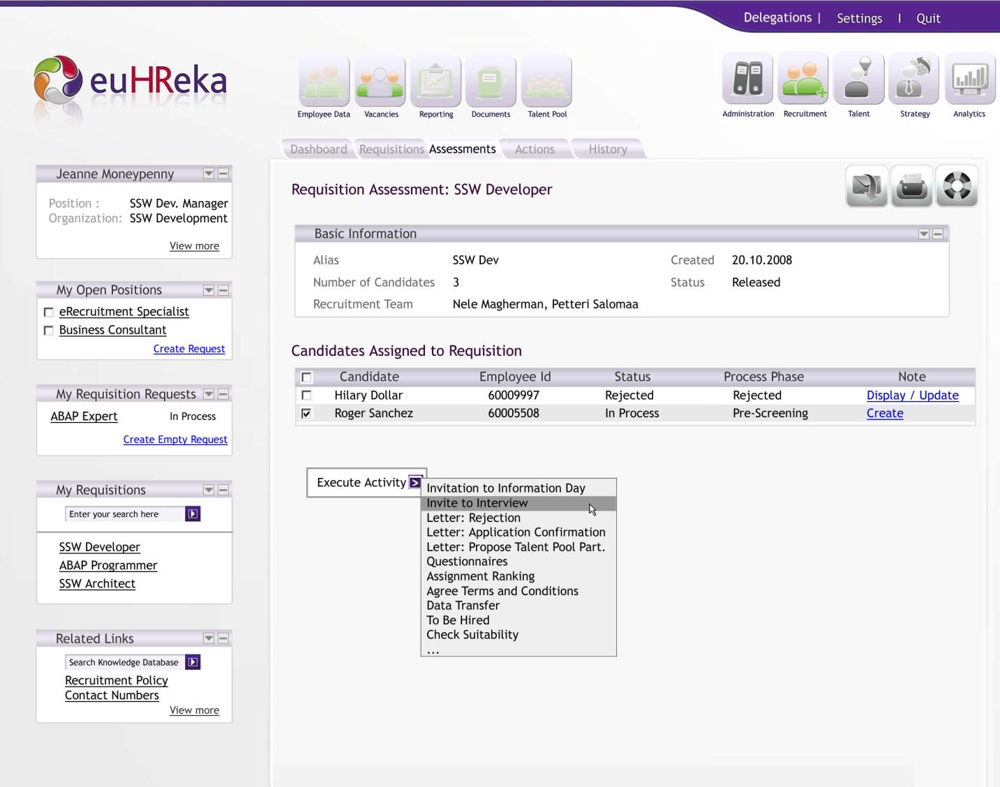 Delegations | Settings | Quit
euHReka
Employee Data
Vacancies
Reporting
Documents
Talent Pool
Administration
Recruitment
Talent
Strategy
Analytics
Dashboard
Requisitions
Assessments
Actions
History
Jeanne Moneypenny
Position : SSW Dev. Manager
Organization: SSW Development
View more
My Open Positions
eRecruitment Specialist
Business Consultant
Create Request
My Requisition Requests
ABAP Expert In Process
Create Empty Request
My Requisitions
Enter your search here
SSW Developer
ABAP Programmer
SSW Architect
Related Links
Search Knowledge Database
Recruitment Policy
Contact Numbers
View more
Requisition Assessment: SSW Developer
Basic Information
Alias SSW Dev Created 20.10.2008
Number of Candidates 3 Status Released
Recruitment Team Nele Magherman, Petteri Salomaa
Candidates Assigned to Requisition
Candidate Employee Id Status Process Phase Note
Hilary Dollar 60009997 Rejected Rejected Display / Update
Roger Sanchez 60005508 In Process Pre-Screening Create
Execute Activity
Invitation to Information Day
Invite to Interview
Letter: Rejection
Letter: Application Confirmation
Letter: Propose Talent Pool Part.
Questionnaires
Assignment Ranking
Agree Terms and Conditions
Data Transfer
To Be Hired
Check Suitability
...